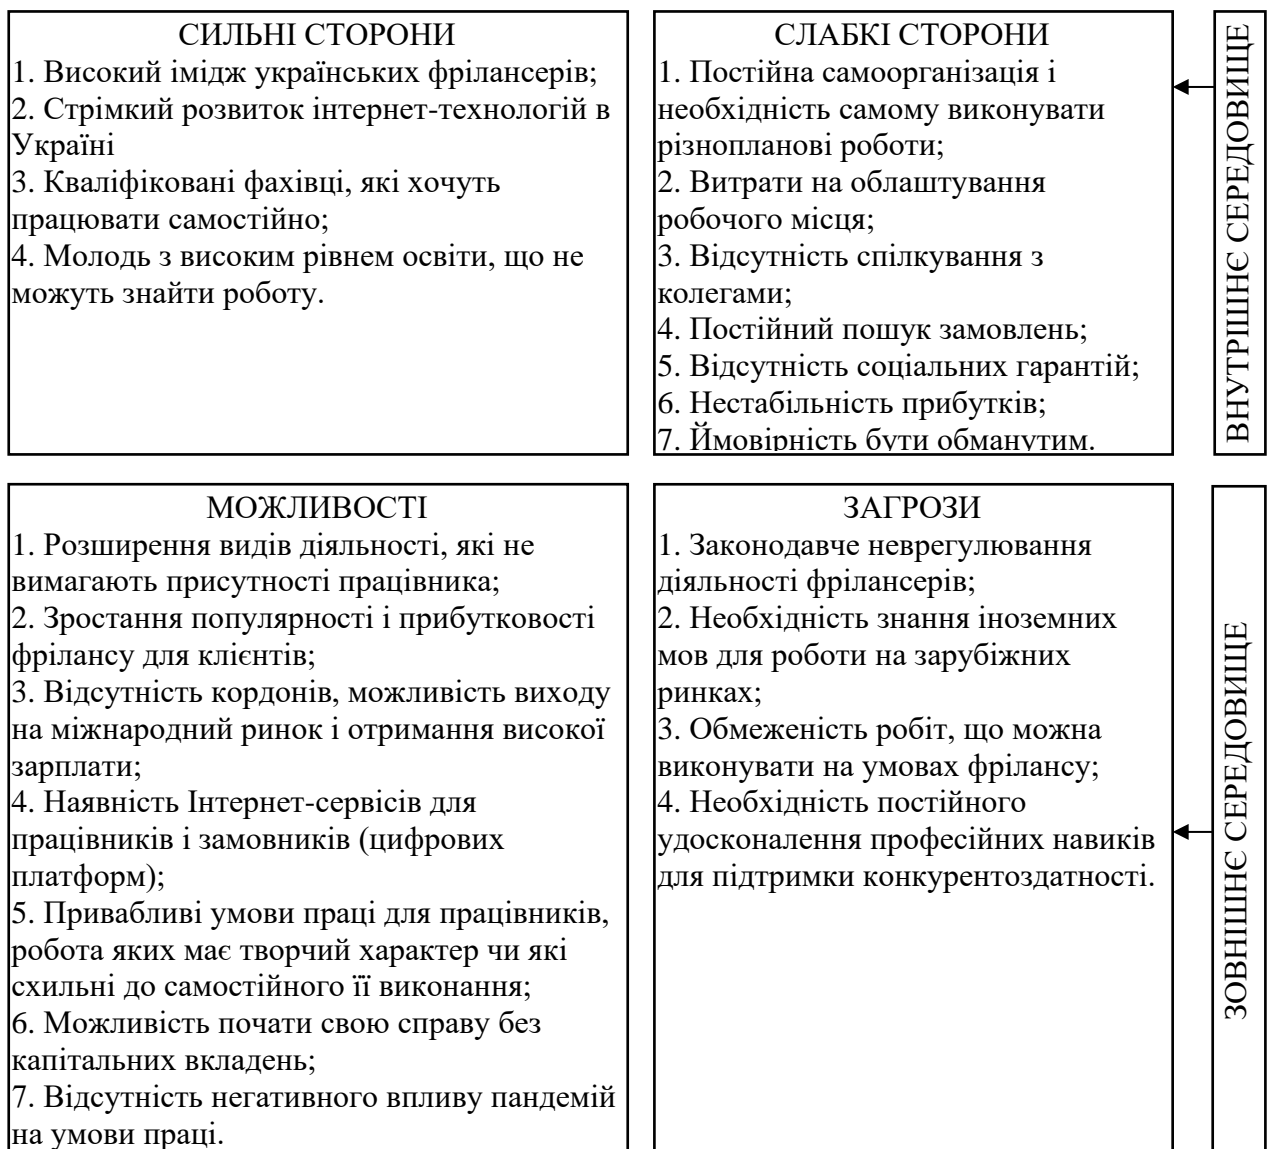 СИЛЬНІ СТОРОНИ
1. Високий імідж українських фрілансерів;
2. Стрімкий розвиток інтернет-технологій в
Україні
3. Кваліфіковані фахівці, які хочуть
працювати самостійно;
4. Молодь з високим рівнем освіти, що не
можуть знайти роботу.
СЛАБКІ СТОРОНИ
1. Постійна самоорганізація і
необхідність самому виконувати
різнопланові роботи;
2. Витрати на облаштування
робочого місця;
3. Відсутність спілкування з
колегами;
4. Постійний пошук замовлень;
5. Відсутність соціальних гарантій;
6. Нестабільність прибутків;
7. Ймовірність бути обманутим.
ВНУТРІШНЄ СЕРЕДОВИЩЕ
МОЖЛИВОСТІ
1. Розширення видів діяльності, які не
вимагають присутності працівника;
2. Зростання популярності і прибутковості
фрілансу для клієнтів;
3. Відсутність кордонів, можливість виходу
на міжнародний ринок і отримання високої
зарплати;
4. Наявність Інтернет-сервісів для
працівників і замовників (цифрових
платформ);
5. Привабливі умови праці для працівників,
робота яких має творчий характер чи які
схильні до самостійного її виконання;
6. Можливість почати свою справу без
капітальних вкладень;
7. Відсутність негативного впливу пандемій
на умови праці.
ЗАГРОЗИ
1. Законодавче неврегулювання
діяльності фрілансерів;
2. Необхідність знання іноземних
мов для роботи на зарубіжних
ринках;
3. Обмеженість робіт, що можна
виконувати на умовах фрілансу;
4. Необхідність постійного
удосконалення професійних навиків
для підтримки конкурентоздатності.
ЗОВНІШНЄ СЕРЕДОВИЩЕ